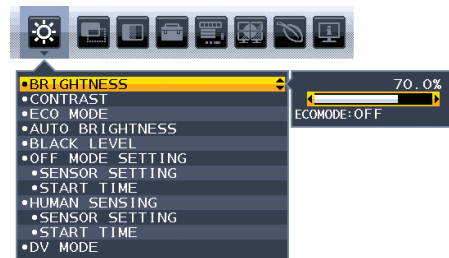 •BRIGHTNESS
70.0%
ECOMODE:OFF
•CONTRAST
•ECO MODE
•AUTO BRIGHTNESS
•BLACK LEVEL
•OFF MODE SETTING
•SENSOR SETTING
•START TIME
•HUMAN SENSING
•SENSOR SETTING
•START TIME
•DV MODE